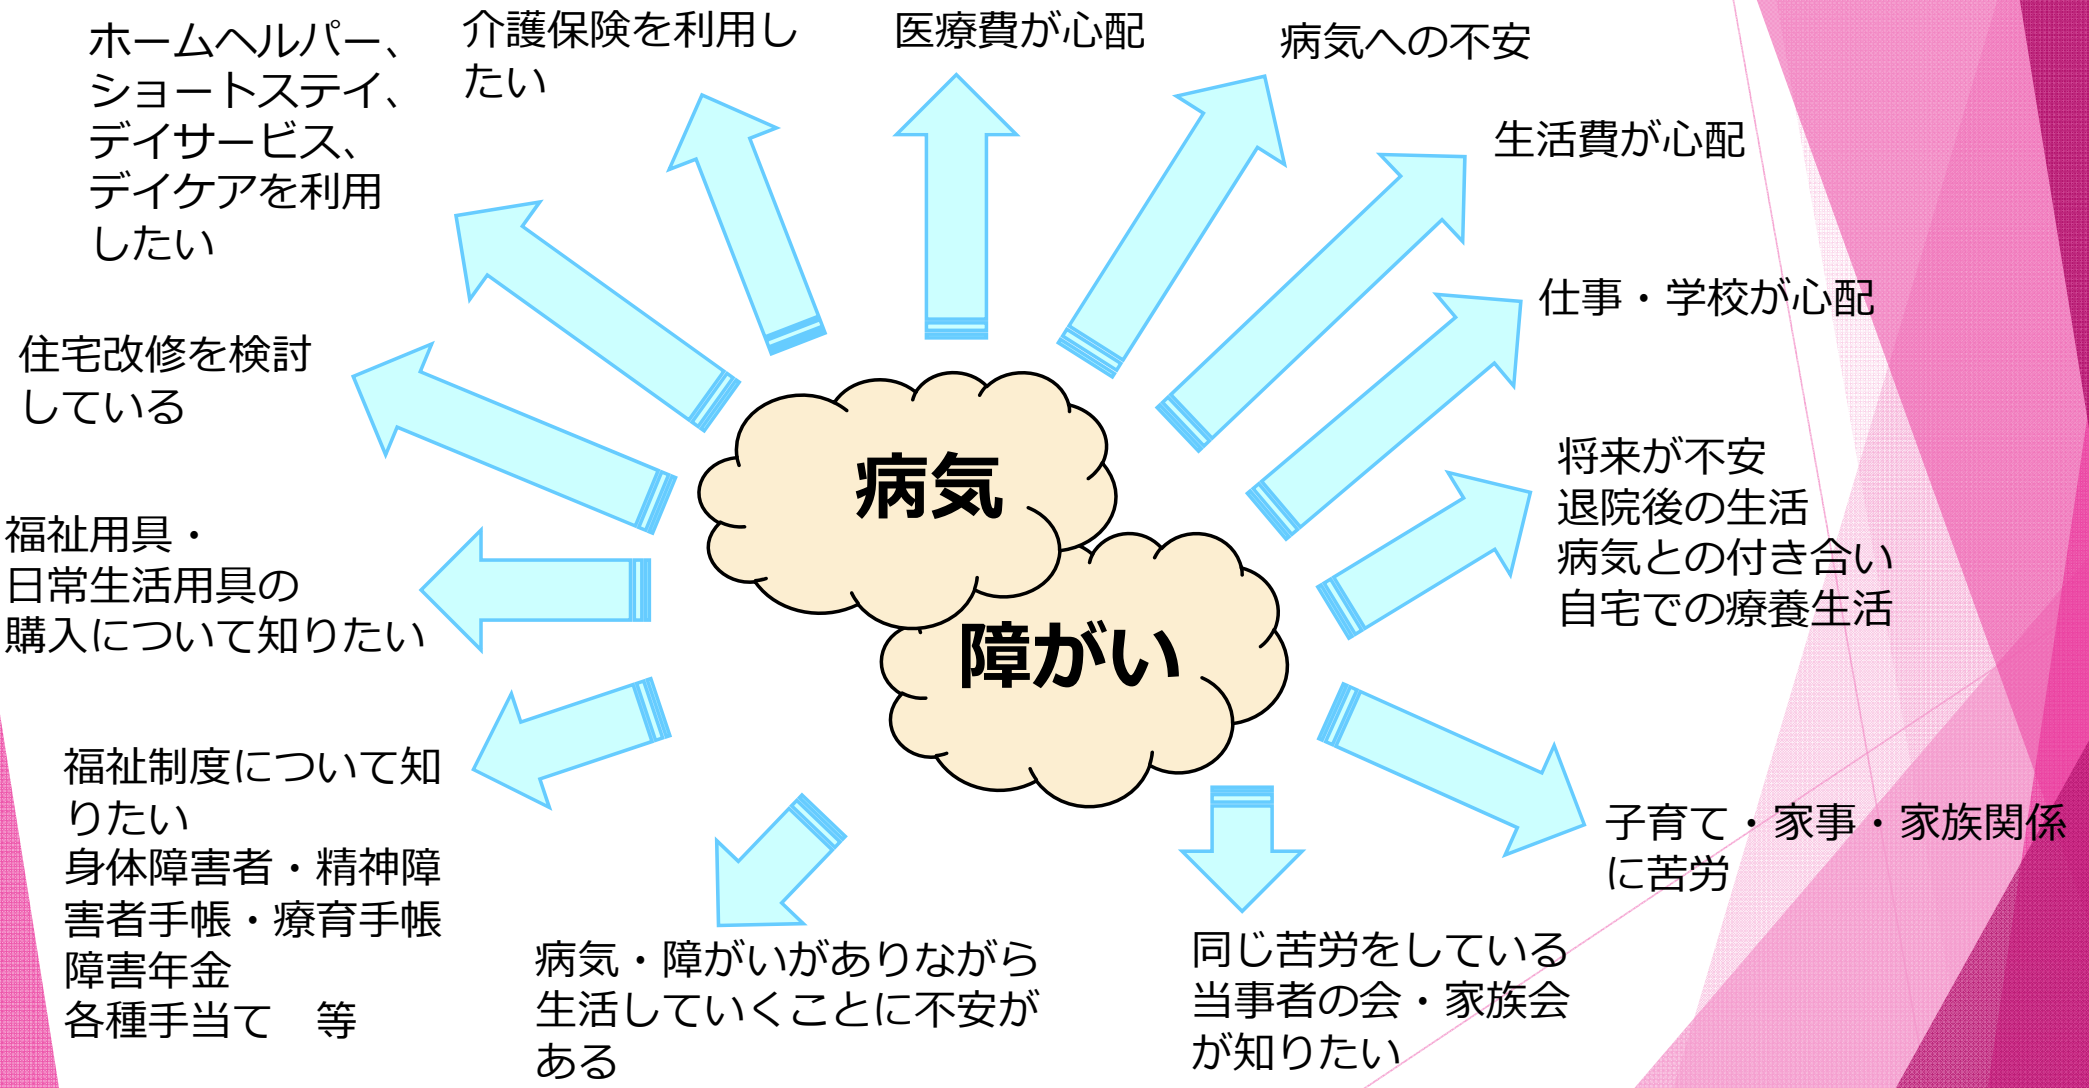 ホームヘルパー、
ショートステイ、
デイサービス、
デイケアを利用
したい
介護保険を利用し
たい
医療費が心配
病気への不安
生活費が心配
仕事・学校が心配
住宅改修を検討
している
病気
将来が不安
退院後の生活
病気との付き合い
自宅での療養生活
福祉用具・
日常生活用具の
購入について知りたい
障がい
福祉制度について知
りたい
身体障害者・精神障
害者手帳・療育手帳
障害年金
各種手当て　等
子育て・家事・家族関係
に苦労
病気・障がいがありながら
生活していくことに不安が
ある
同じ苦労をしている
当事者の会・家族会
が知りたい